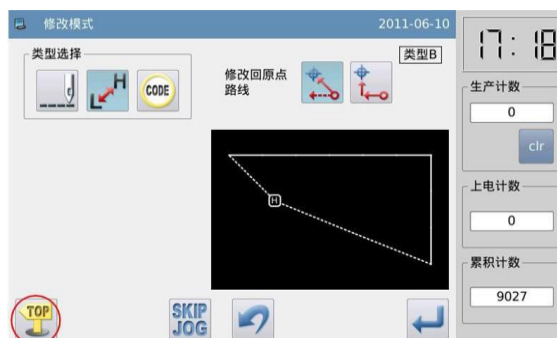 修改模式
2011-06-10
17:18
类型选择
类型B
L H
CODE
修改回原点
路线
生产计数
0
clr
上电计数
0
累积计数
9027
H
TOP
SKIP
JOG